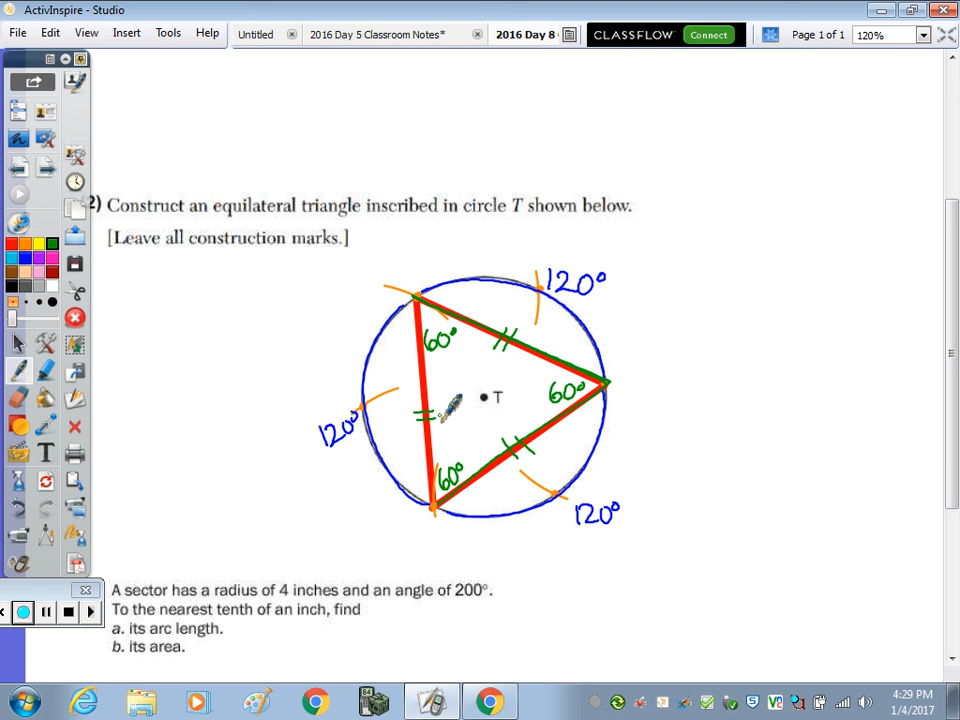 ActivInspire - Studio
File Edit View Insert Tools Help
Untitled
2016 Day 5 Classroom Notes*
2016 Day 8
CLASSFLOW
Connect
Page 1 of 1
120%
2) Construct an equilateral triangle inscribed in circle T shown below.
[Leave all construction marks.]
120°
60°
60°
T
120°
60°
120°
A sector has a radius of 4 inches and an angle of 200°.
To the nearest tenth of an inch, find
a. its arc length.
b. its area.
4:29 PM
1/4/2017